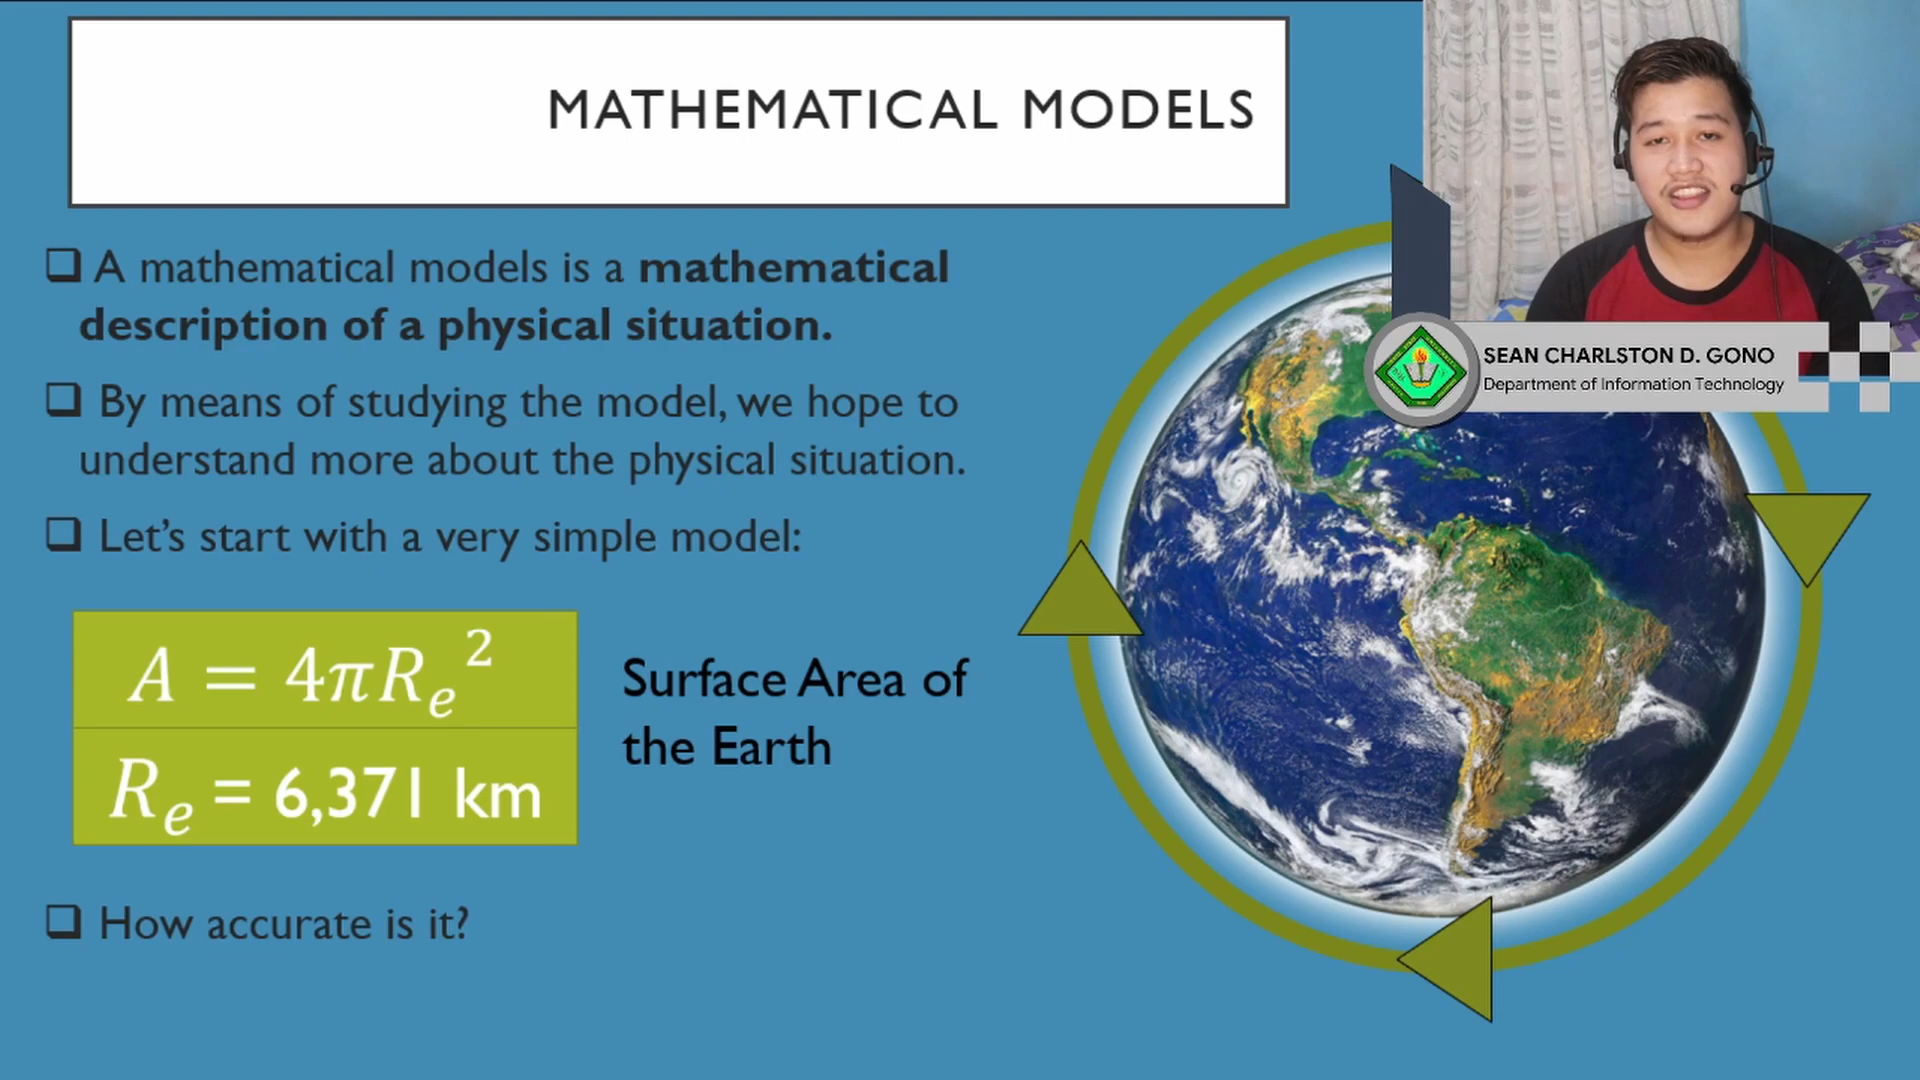 MATHEMATICAL MODELS
❑ A mathematical models is a mathematical
description of a physical situation.
❑ By means of studying the model, we hope to
understand more about the physical situation.
❑ Let's start with a very simple model:
A = 4πRₑ²
Rₑ = 6,371 km
Surface Area of
the Earth
❑ How accurate is it?
SEAN CHARLSTON D. GONO
Department of Information Technology